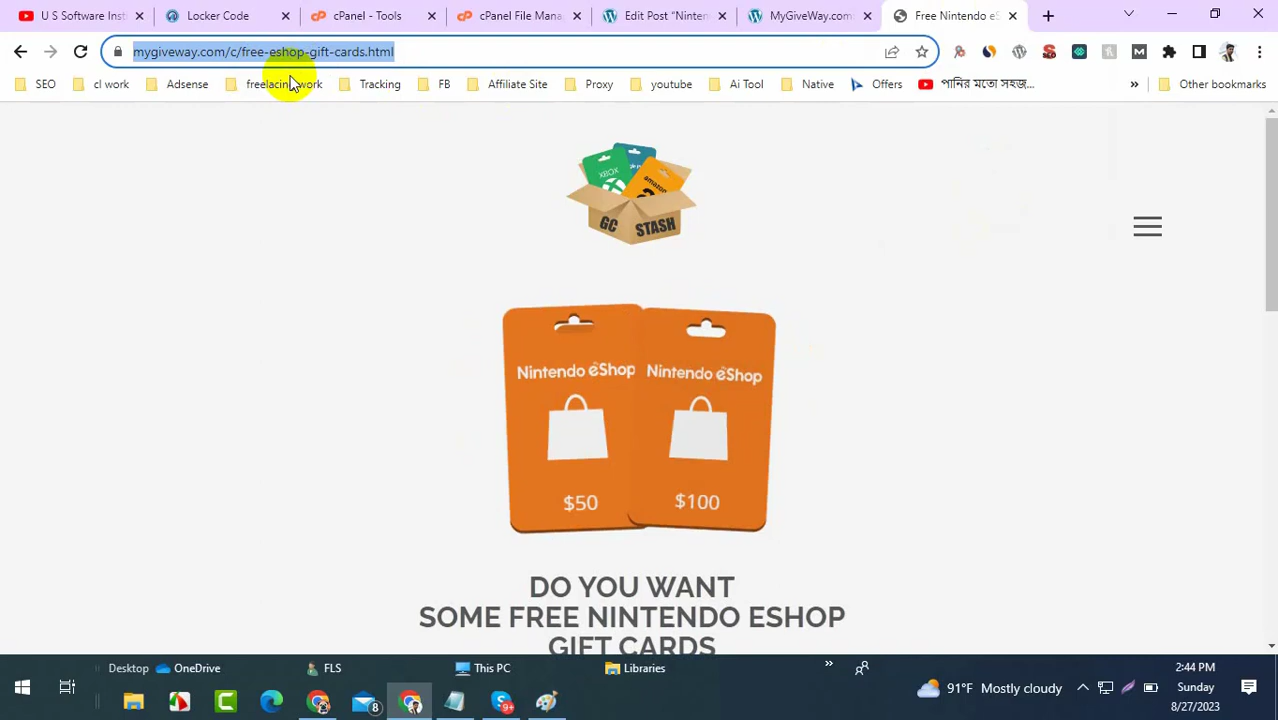 U S Software Inst
Locker Code
cPanel - Tools
cPanel File Mana
Edit Post "Ninten
MyGiveWay.com
Free Nintendo eS
mygiveway.com/c/free-eshop-gift-cards.html
SEO
cl work
Adsense
freelacing work
Tracking
FB
Affiliate Site
Proxy
youtube
Ai Tool
Native
Offers
পানির মতো সহজ...
»
Other bookmarks
XBOX
amazon
GC STASH
Nintendo eShop
Nintendo eShop
$50
$100
DO YOU WANT
SOME FREE NINTENDO ESHOP
GIFT CARDS
Desktop
OneDrive
FLS
This PC
Libraries
»
2:44 PM
Sunday
8/27/2023
91°F Mostly cloudy
8
9+